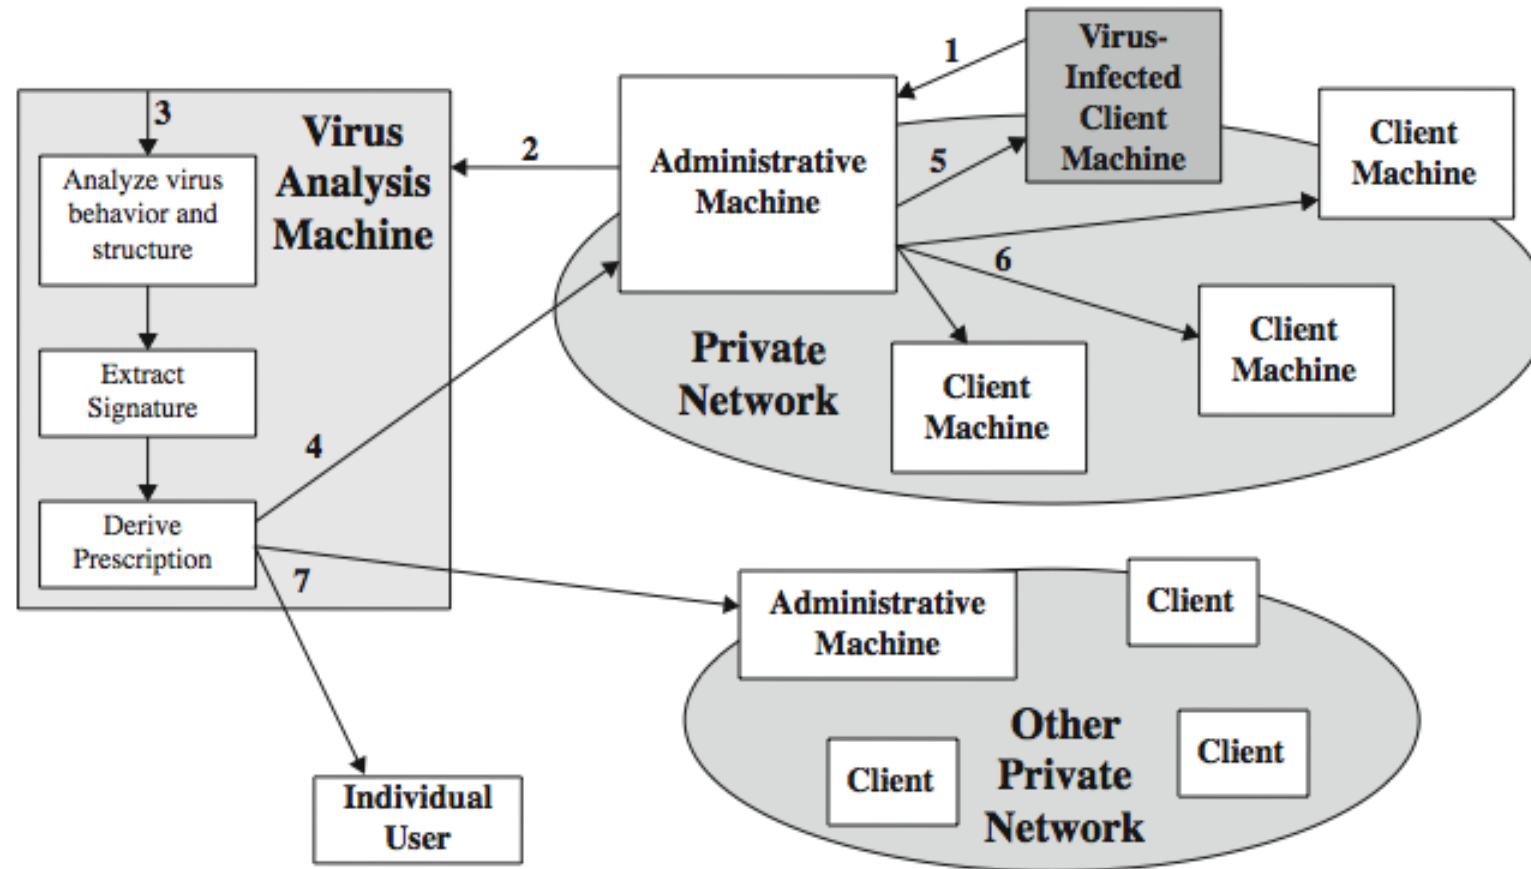 3
Virus
Analysis
Machine
Analyze virus
behavior and
structure
Extract
Signature
Derive
Prescription
2
4
7
1
5
6
Administrative
Machine
Virus-
Infected
Client
Machine
Client
Machine
Client
Machine
Client
Machine
Private
Network
Administrative
Machine
Client
Client
Client
Other
Private
Network
Individual
User